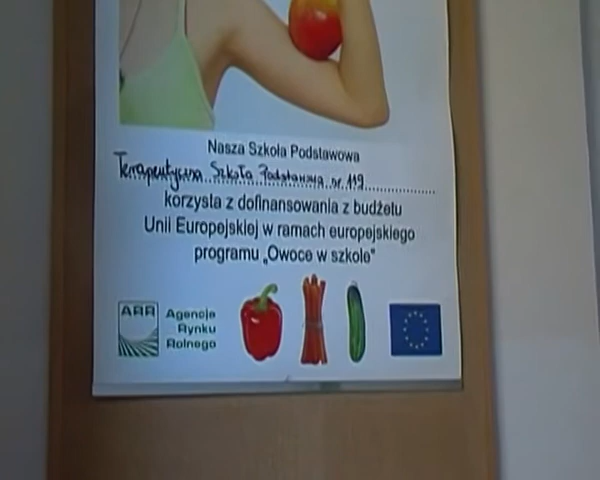 Nasza Szkoła Podstawowa
Terapeutyczna Szkoła Podstawowa nr 119
korzysta z dofinansowania z budżetu
Unii Europejskiej w ramach europejskiego
programu „Owoce w szkole”
ARR Agencja
Rynku
Rolnego